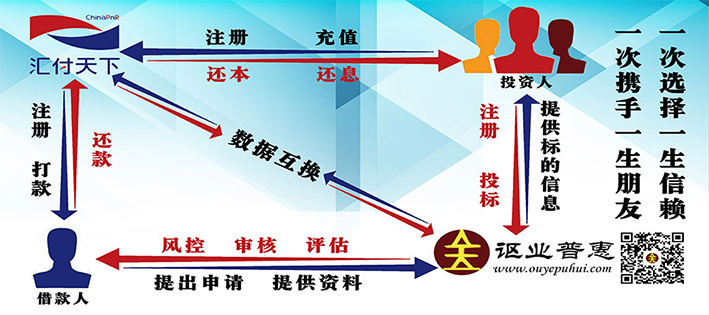 ChinaPnR
汇付天下
注册 充值
还本 还息
投资人
一次选择一生信赖
一次携手一生朋友
注册 打款
还款
数据互换
注册 投标
提供标的信息
风控 审核 评估
提出申请 提供资料
借款人
讴业普惠
www.ouyepuhui.com